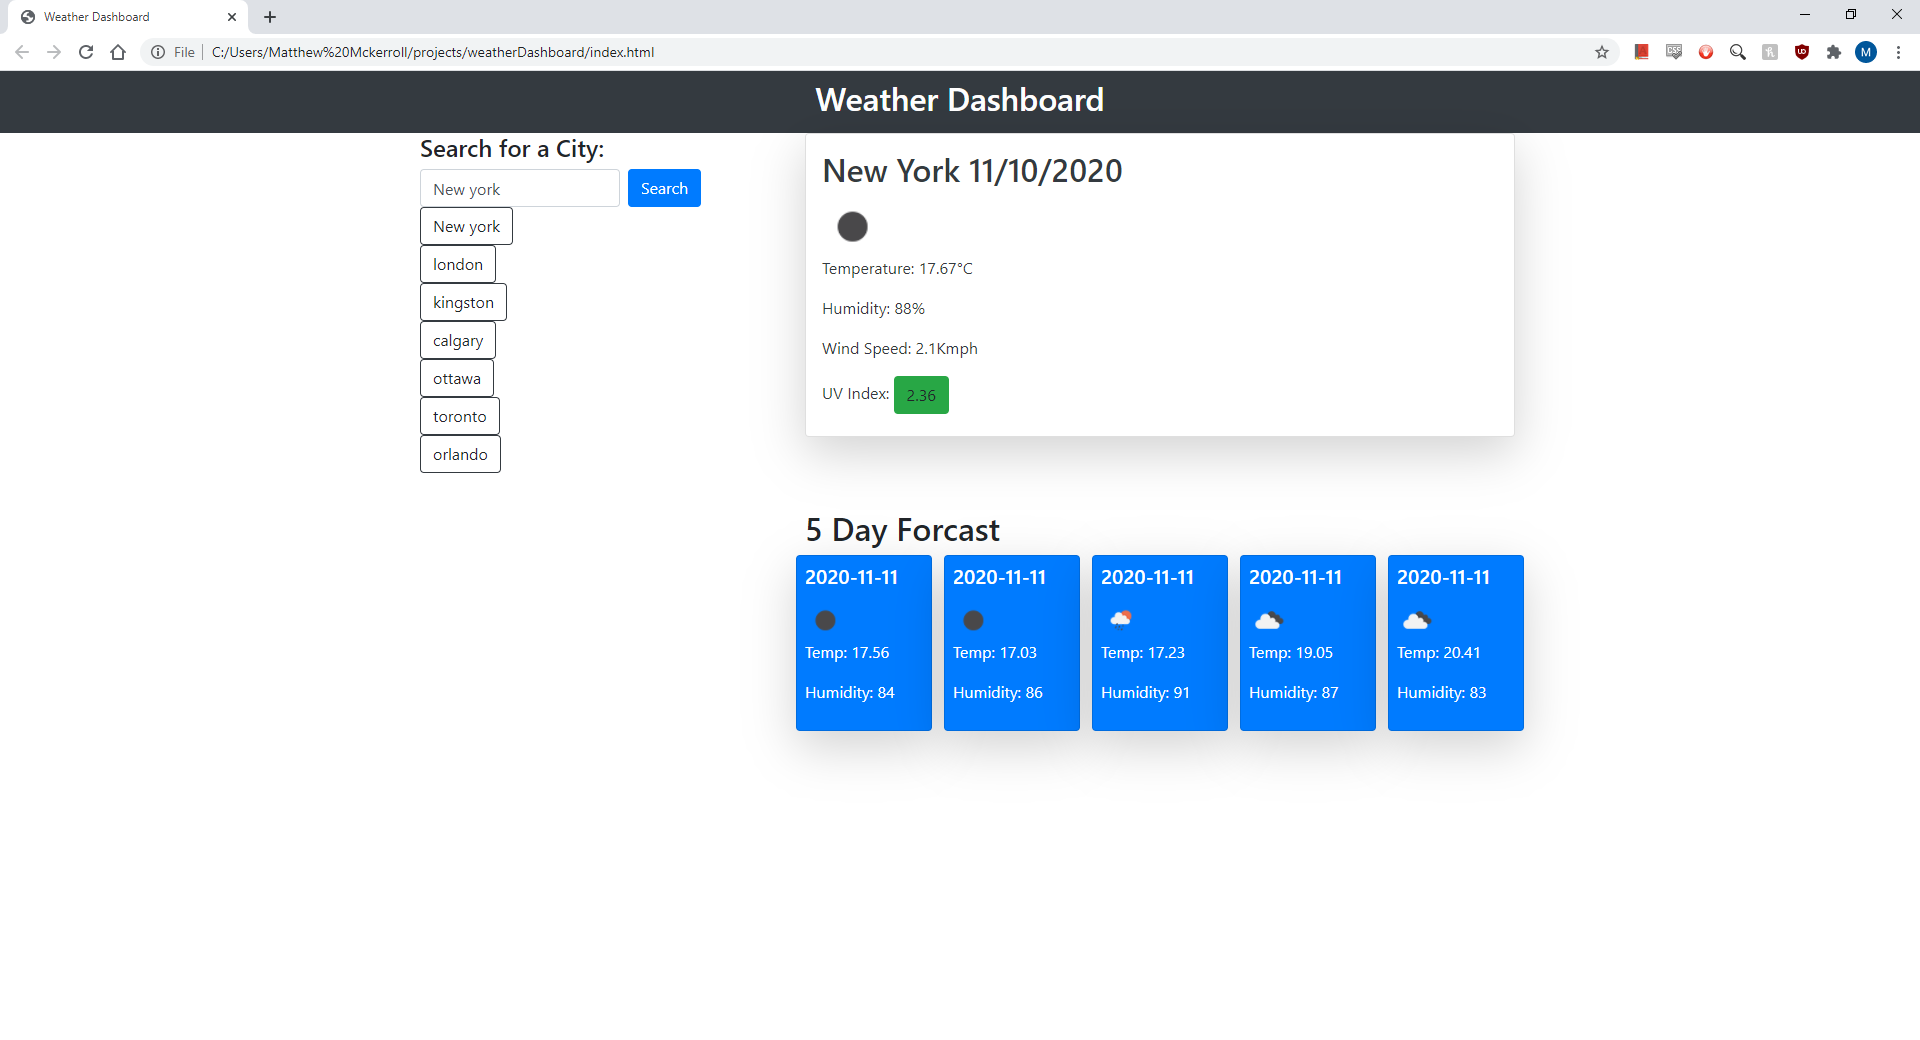 Weather Dashboard
File C:/Users/Matthew%20Mckerroll/projects/weatherDashboard/index.html
CSS
UD
M
Weather Dashboard
Search for a City:
New york
Search
New york
london
kingston
calgary
ottawa
toronto
orlando
New York 11/10/2020
Temperature: 17.67°C
Humidity: 88%
Wind Speed: 2.1Kmph
UV Index: 2.36
5 Day Forcast
2020-11-11
Temp: 17.56
Humidity: 84
2020-11-11
Temp: 17.03
Humidity: 86
2020-11-11
Temp: 17.23
Humidity: 91
2020-11-11
Temp: 19.05
Humidity: 87
2020-11-11
Temp: 20.41
Humidity: 83